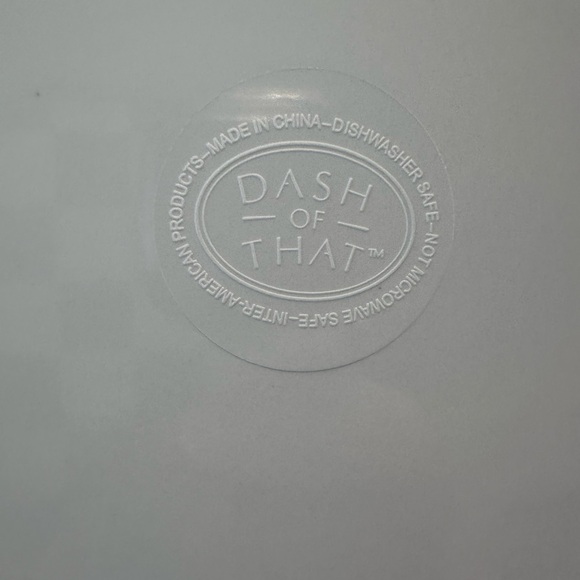 MADE IN CHINA–DISHWASHER SAFE–NOT MICROWAVE SAFE–INTER-AMERICAN PRODUCTS–
DASH
– OF –
THAT™